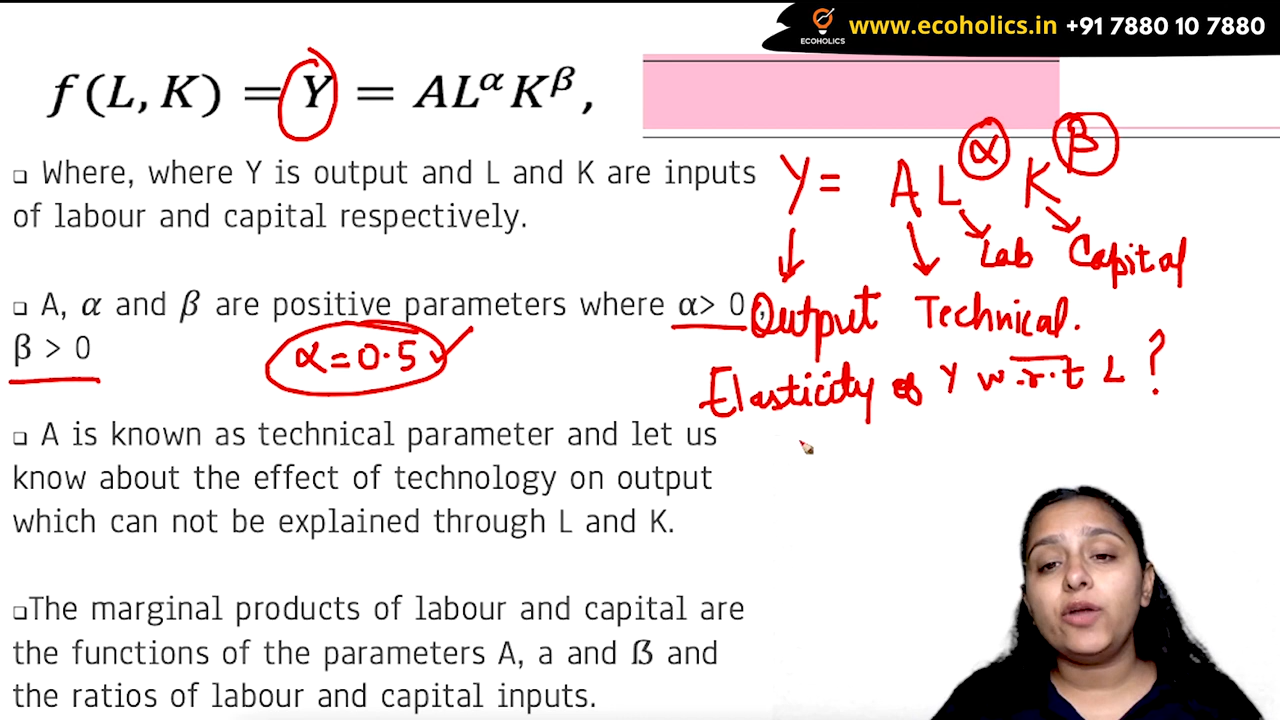 www.ecoholics.in +91 7880 10 7880
ECOHOLICS
f(L, K) = Y = AL^α K^β,
▫ Where, where Y is output and L and K are inputs
of labour and capital respectively.
▫ A, α and β are positive parameters where α> 0 ,
β > 0
α = 0.5 ✓
▫ A is known as technical parameter and let us
know about the effect of technology on output
which can not be explained through L and K.
▫The marginal products of labour and capital are
the functions of the parameters A, a and ß and
the ratios of labour and capital inputs.
Y = A L^α K^β
Lab Capital
Output Technical.
Elasticity of Y w.r.t L ?